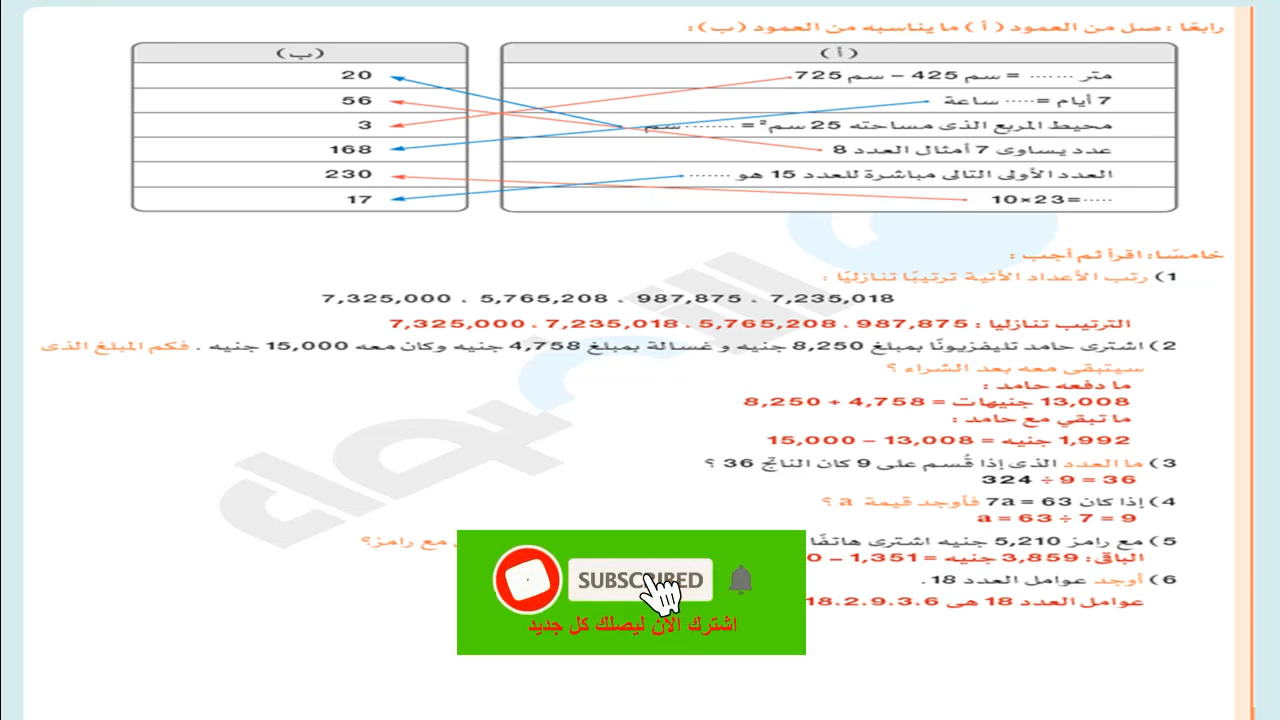 رابعًا: صل من العمود (أ) ما يناسبه من العمود (ب):
(أ) (ب)
725 سم – 425 سم = ....... متر 20
7 أيام = ..... ساعة 56
محيط المربع الذى مساحته 25 سم² = ........ سم 3
عدد يساوى 7 أمثال العدد 8 168
العدد الأولى التالى مباشرة للعدد 15 هو ...... 230
10×23=..... 17
خامسًا: اقرأ ثم أجب:
1) رتب الأعداد الآتية ترتيبًا تنازليًا:
7,235,018 ، 987,875 ، 5,765,208 ، 7,325,000
الترتيب تنازليا: 987,875 ، 5,765,208 ، 7,235,018 ، 7,325,000
2) اشترى حامد تليفزيونًا بمبلغ 8,250 جنيه و غسالة بمبلغ 4,758 جنيه وكان معه 15,000 جنيه . فكم المبلغ الذى
سيتبقى معه بعد الشراء ؟
ما دفعه حامد:
8,250 + 4,758 = 13,008 جنيهات
ما تبقي مع حامد:
15,000 – 13,008 = 1,992 جنيه
3) ما العدد الذى إذا قُسم على 9 كان الناتج 36 ؟
324 ÷ 9 = 36
4) إذا كان 7a = 63 فأوجد قيمة a ؟
a = 63 ÷ 7 = 9
5) مع رامز 5,210 جنيه اشترى هاتفًا مع رامز؟
الباقى: 0 – 1,351 = 3,859 جنيه
6) أوجد عوامل العدد 18.
عوامل العدد 18 هى 6،3،9،2،18
SUBSCRIBED
اشترك الآن ليصلك كل جديد